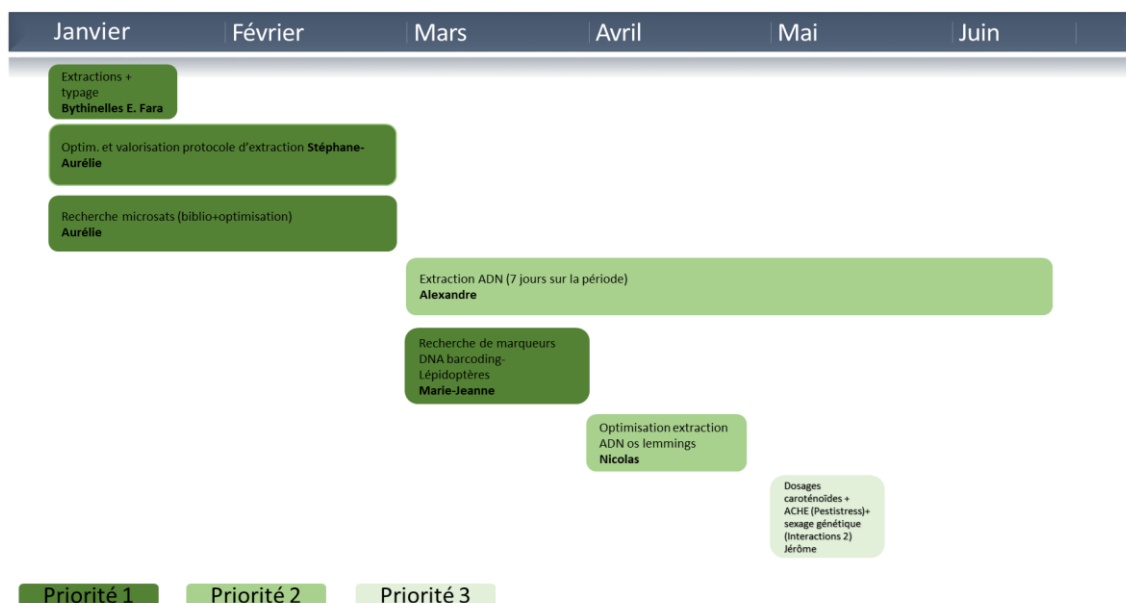 Janvier
Février
Mars
Avril
Mai
Juin
Extractions +
typage
Bythinelles E. Fara
Optim. et valorisation protocole d'extraction Stéphane-
Aurélie
Recherche microsats (biblio+optimisation)
Aurélie
Extraction ADN (7 jours sur la période)
Alexandre
Recherche de marqueurs
DNA barcoding-
Lépidoptères
Marie-Jeanne
Optimisation extraction
ADN os lemmings
Nicolas
Dosages
caroténoïdes +
ACHE (Pestistress)+
sexage génétique
(Interactions 2)
Jérôme
Priorité 1
Priorité 2
Priorité 3